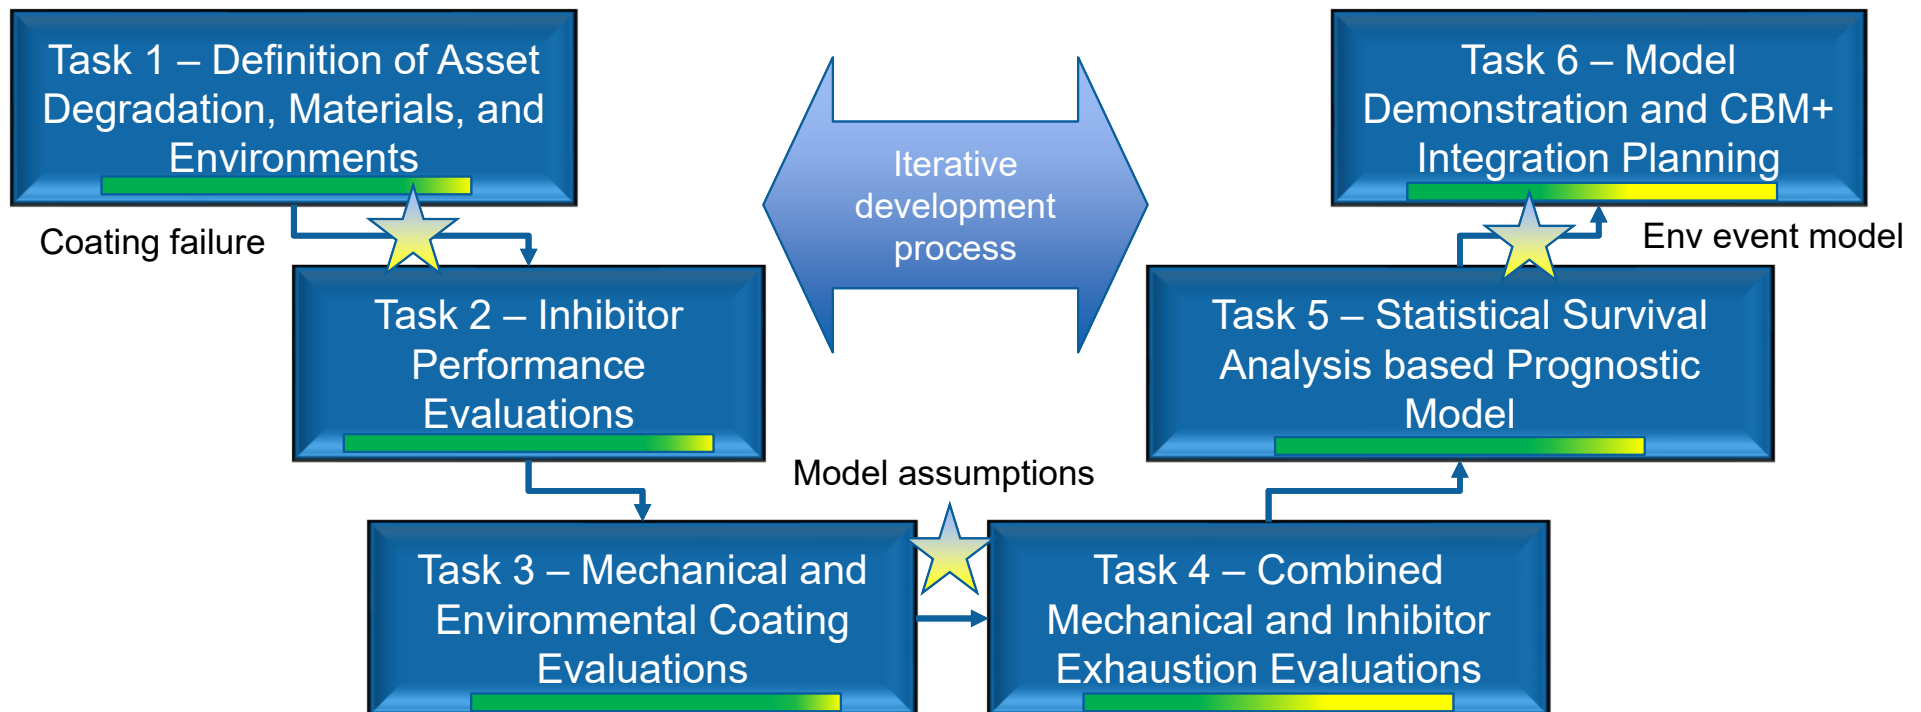 Task 1 – Definition of Asset
Degradation, Materials, and
Environments
Coating failure
Task 2 – Inhibitor
Performance
Evaluations
Task 3 – Mechanical and
Environmental Coating
Evaluations
Model assumptions
Iterative
development
process
Task 4 – Combined
Mechanical and Inhibitor
Exhaustion Evaluations
Task 5 – Statistical Survival
Analysis based Prognostic
Model
Env event model
Task 6 – Model
Demonstration and CBM+
Integration Planning